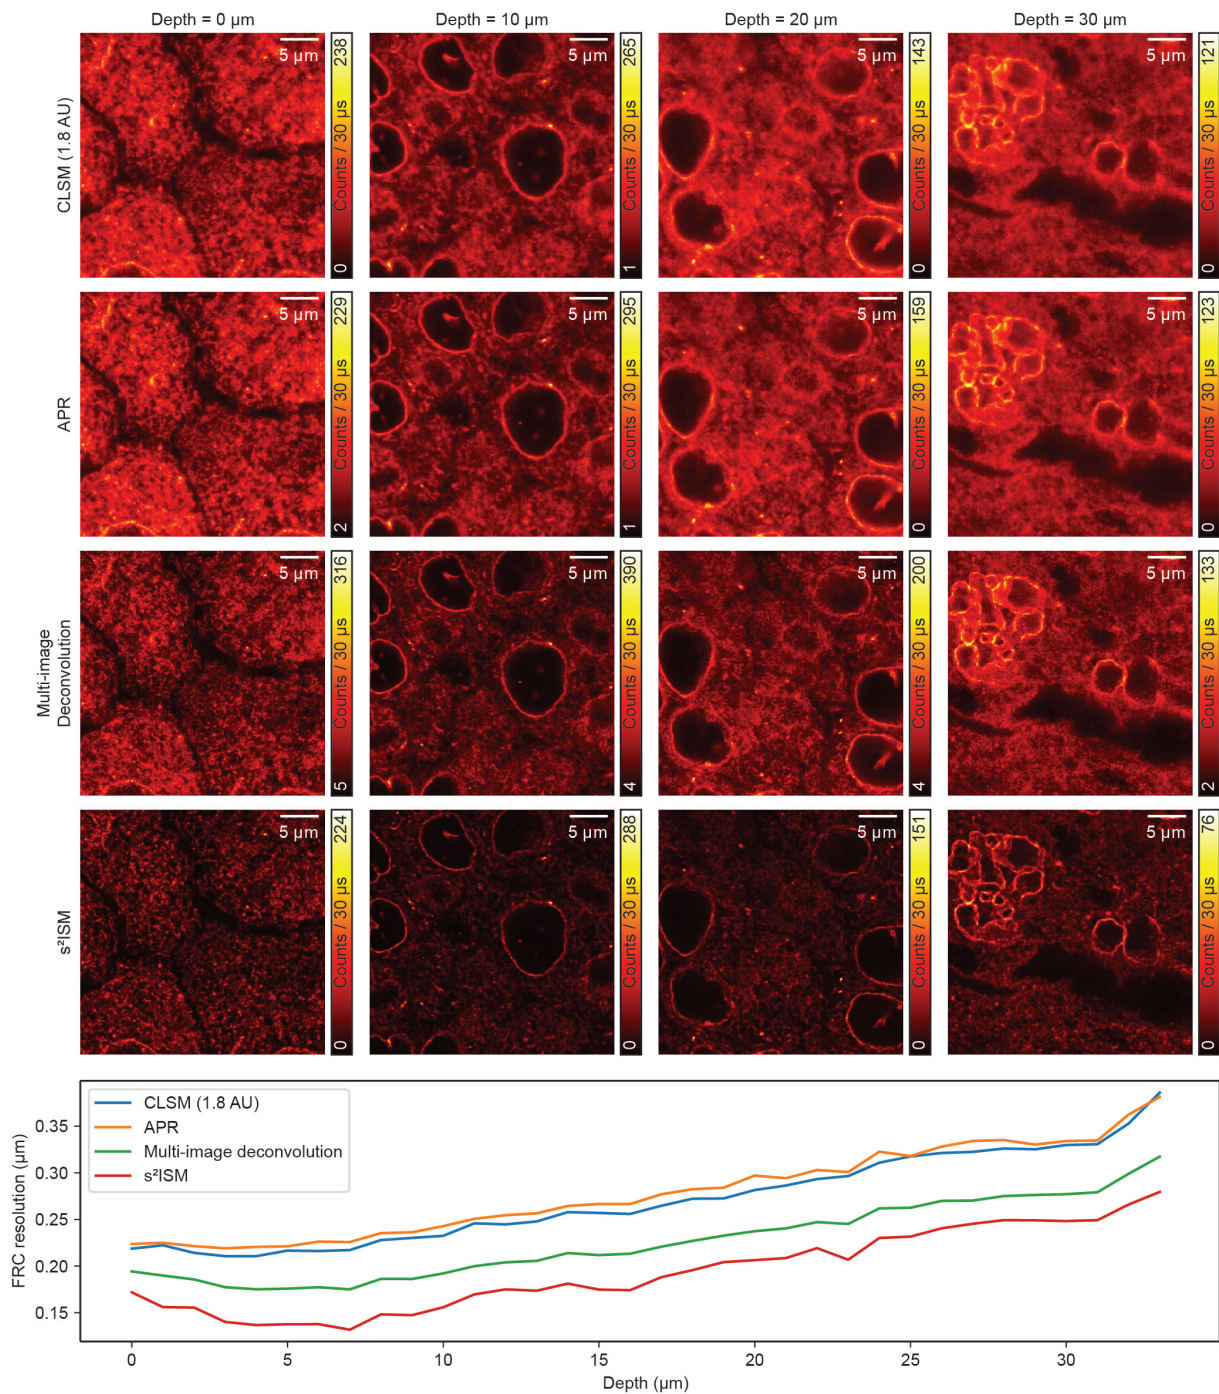 Depth = 0 µm
Depth = 10 µm
Depth = 20 µm
Depth = 30 µm
CLSM (1.8 AU)
5 µm
238
Counts / 30 µs
0
5 µm
265
Counts / 30 µs
1
5 µm
143
Counts / 30 µs
0
5 µm
121
Counts / 30 µs
0
APR
5 µm
229
Counts / 30 µs
2
5 µm
295
Counts / 30 µs
1
5 µm
159
Counts / 30 µs
0
5 µm
123
Counts / 30 µs
0
Multi-image
Deconvolution
5 µm
316
Counts / 30 µs
5
5 µm
390
Counts / 30 µs
4
5 µm
200
Counts / 30 µs
4
5 µm
133
Counts / 30 µs
2
s²ISM
5 µm
224
Counts / 30 µs
0
5 µm
288
Counts / 30 µs
0
5 µm
151
Counts / 30 µs
0
5 µm
76
Counts / 30 µs
0
CLSM (1.8 AU)
APR
Multi-image deconvolution
s²ISM
FRC resolution (µm)
0.35
0.30
0.25
0.20
0.15
0
5
10
15
20
25
30
Depth (µm)